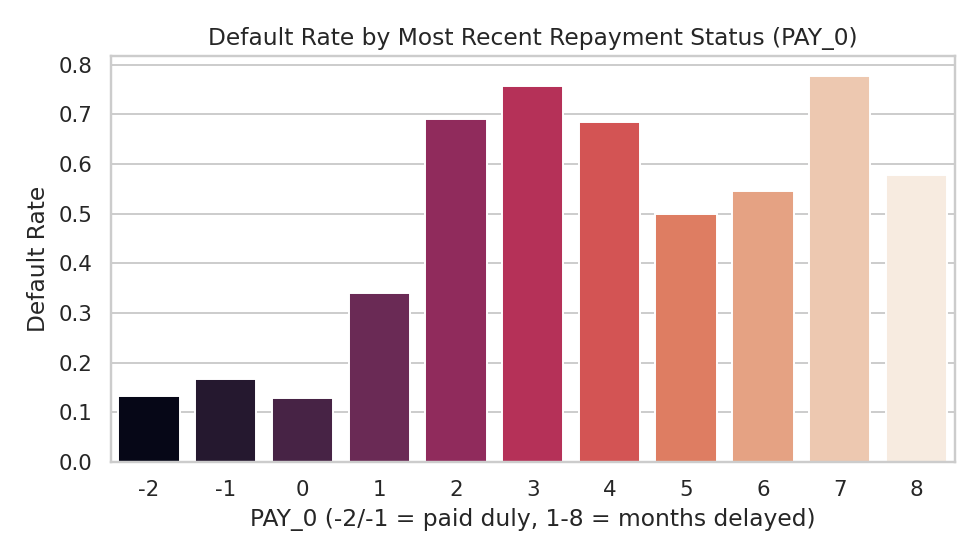 Default Rate by Most Recent Repayment Status (PAY_0)
0.8
0.7
0.6
0.5
0.4
0.3
0.2
0.1
0.0
Default Rate
-2 -1 0 1 2 3 4 5 6 7 8
PAY_0 (-2/-1 = paid duly, 1-8 = months delayed)